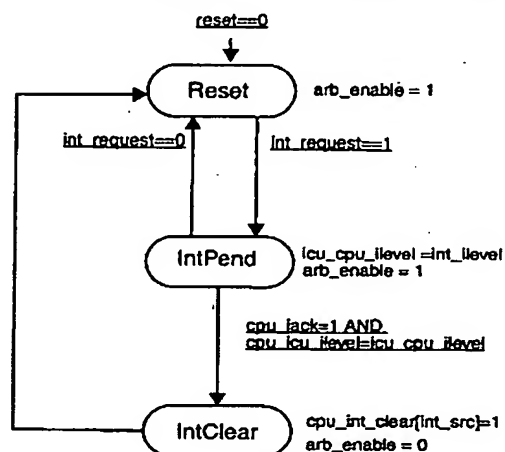 reset==0
Reset
arb_enable = 1
int_request==0
int_request==1
IntPend
icu_cpu_ilevel =int_ilevel
arb_enable = 1
cpu_iack=1 AND
cpu_icu_ilevel=icu_cpu_ilevel
IntClear
cpu_int_clear[int_src]=1
arb_enable = 0